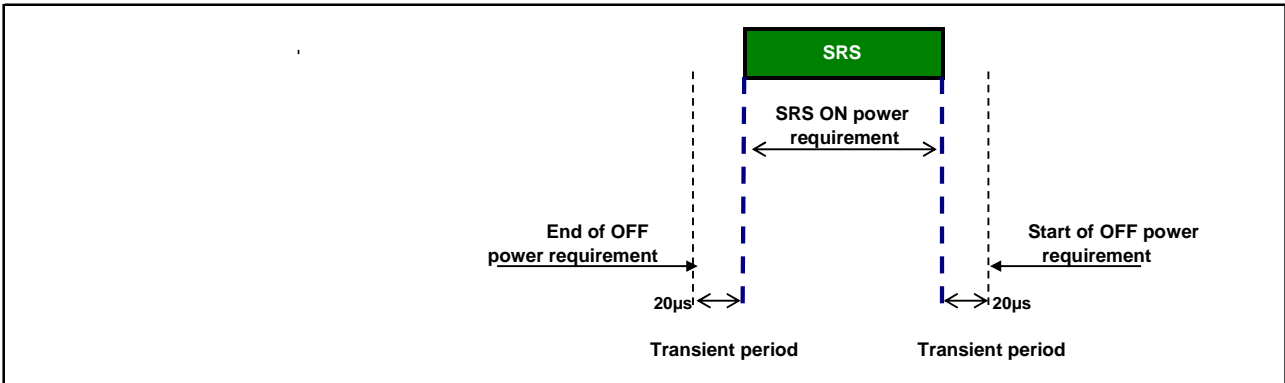 SRS
SRS ON power
requirement
End of OFF
power requirement
Start of OFF power
requirement
20µs
20µs
Transient period
Transient period